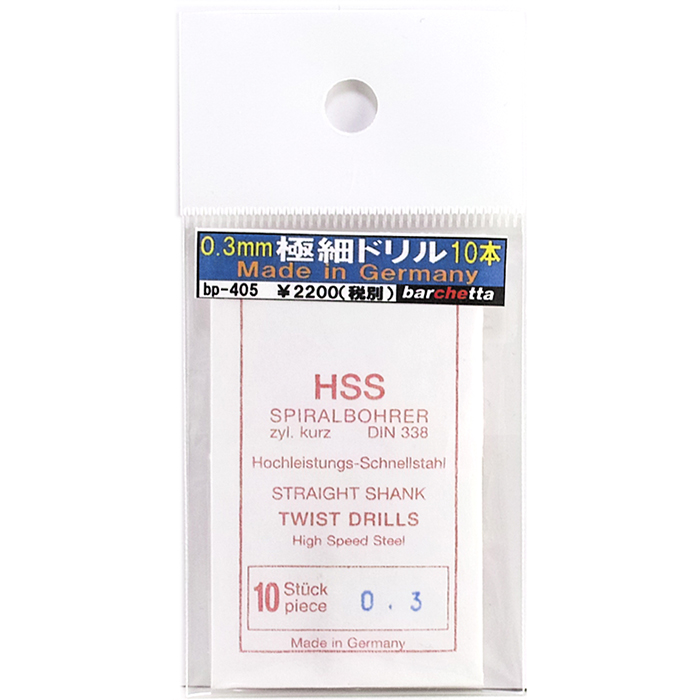 0.3mm 極細ドリル 10本
Made in Germany
bp-405 ￥2200(税別) barchetta
HSS
SPIRALBOHRER
zyl. kurz DIN 338
Hochleistungs-Schnellstahl
STRAIGHT SHANK
TWIST DRILLS
High Speed Steel
10 Stück
piece
0.3
Made in Germany